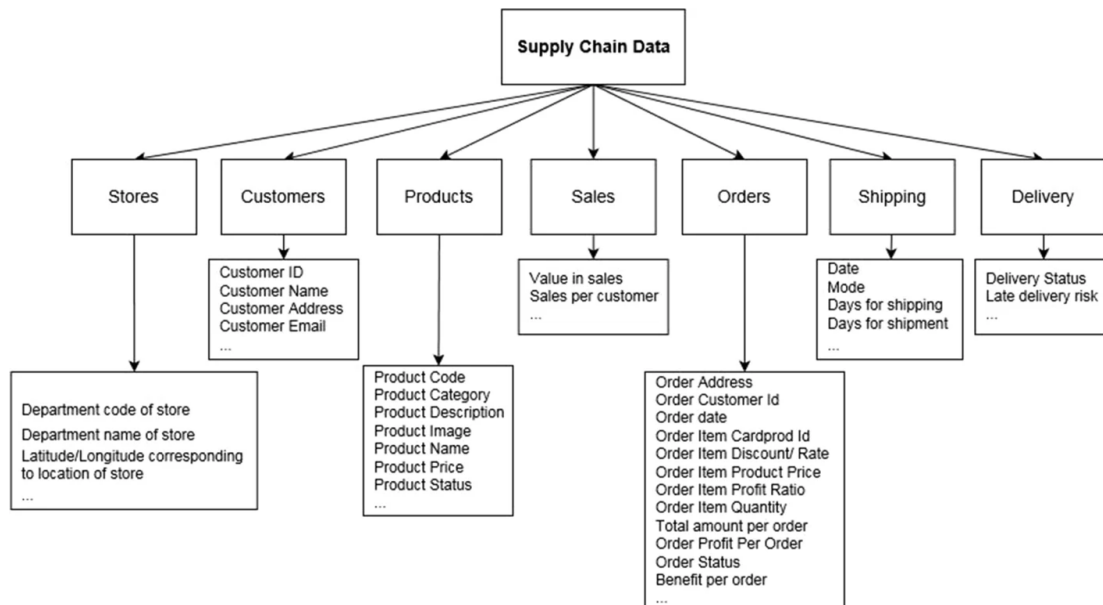 Supply Chain Data
Stores
Customers
Products
Sales
Orders
Shipping
Delivery
Department code of store
Department name of store
Latitude/Longitude corresponding
to location of store
...
Customer ID
Customer Name
Customer Address
Customer Email
...
Product Code
Product Category
Product Description
Product Image
Product Name
Product Price
Product Status
...
Value in sales
Sales per customer
...
Order Address
Order Customer Id
Order date
Order Item Cardprod Id
Order Item Discount/ Rate
Order Item Product Price
Order Item Profit Ratio
Order Item Quantity
Total amount per order
Order Profit Per Order
Order Status
Benefit per order
...
Date
Mode
Days for shipping
Days for shipment
...
Delivery Status
Late delivery risk
...